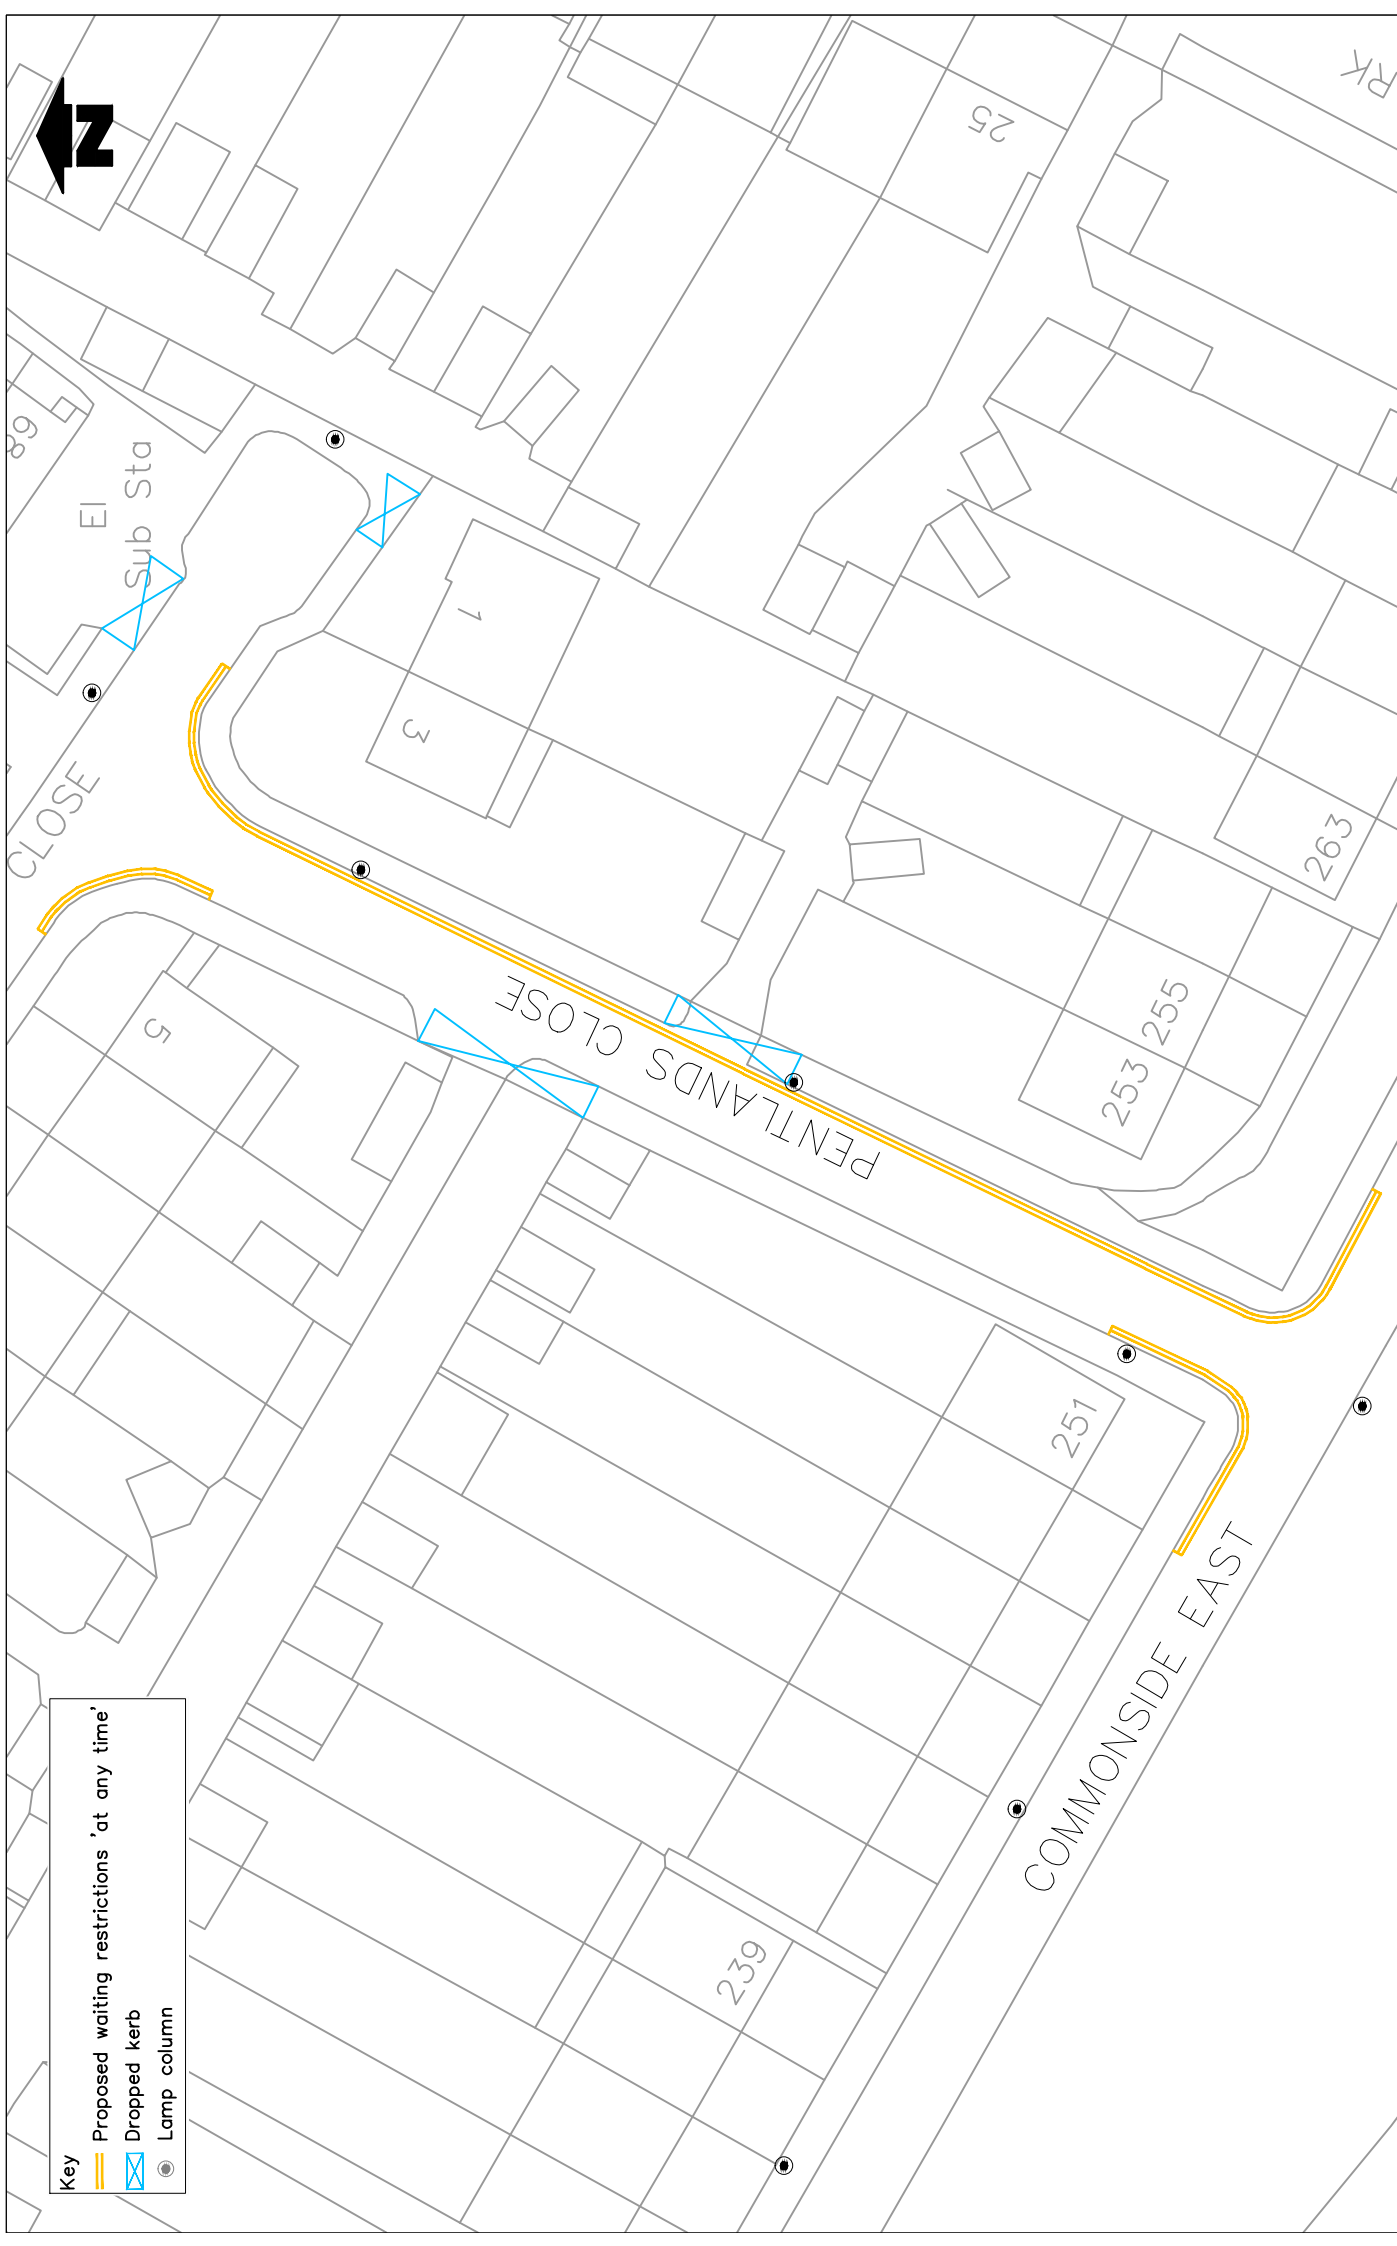 Key
Proposed waiting restrictions 'at any time'
Dropped kerb
Lamp column
N
89
El
Sub Sta
CLOSE
5
1
3
25
RK
PENTLANDS CLOSE
263
255
253
251
239
COMMONSIDE EAST